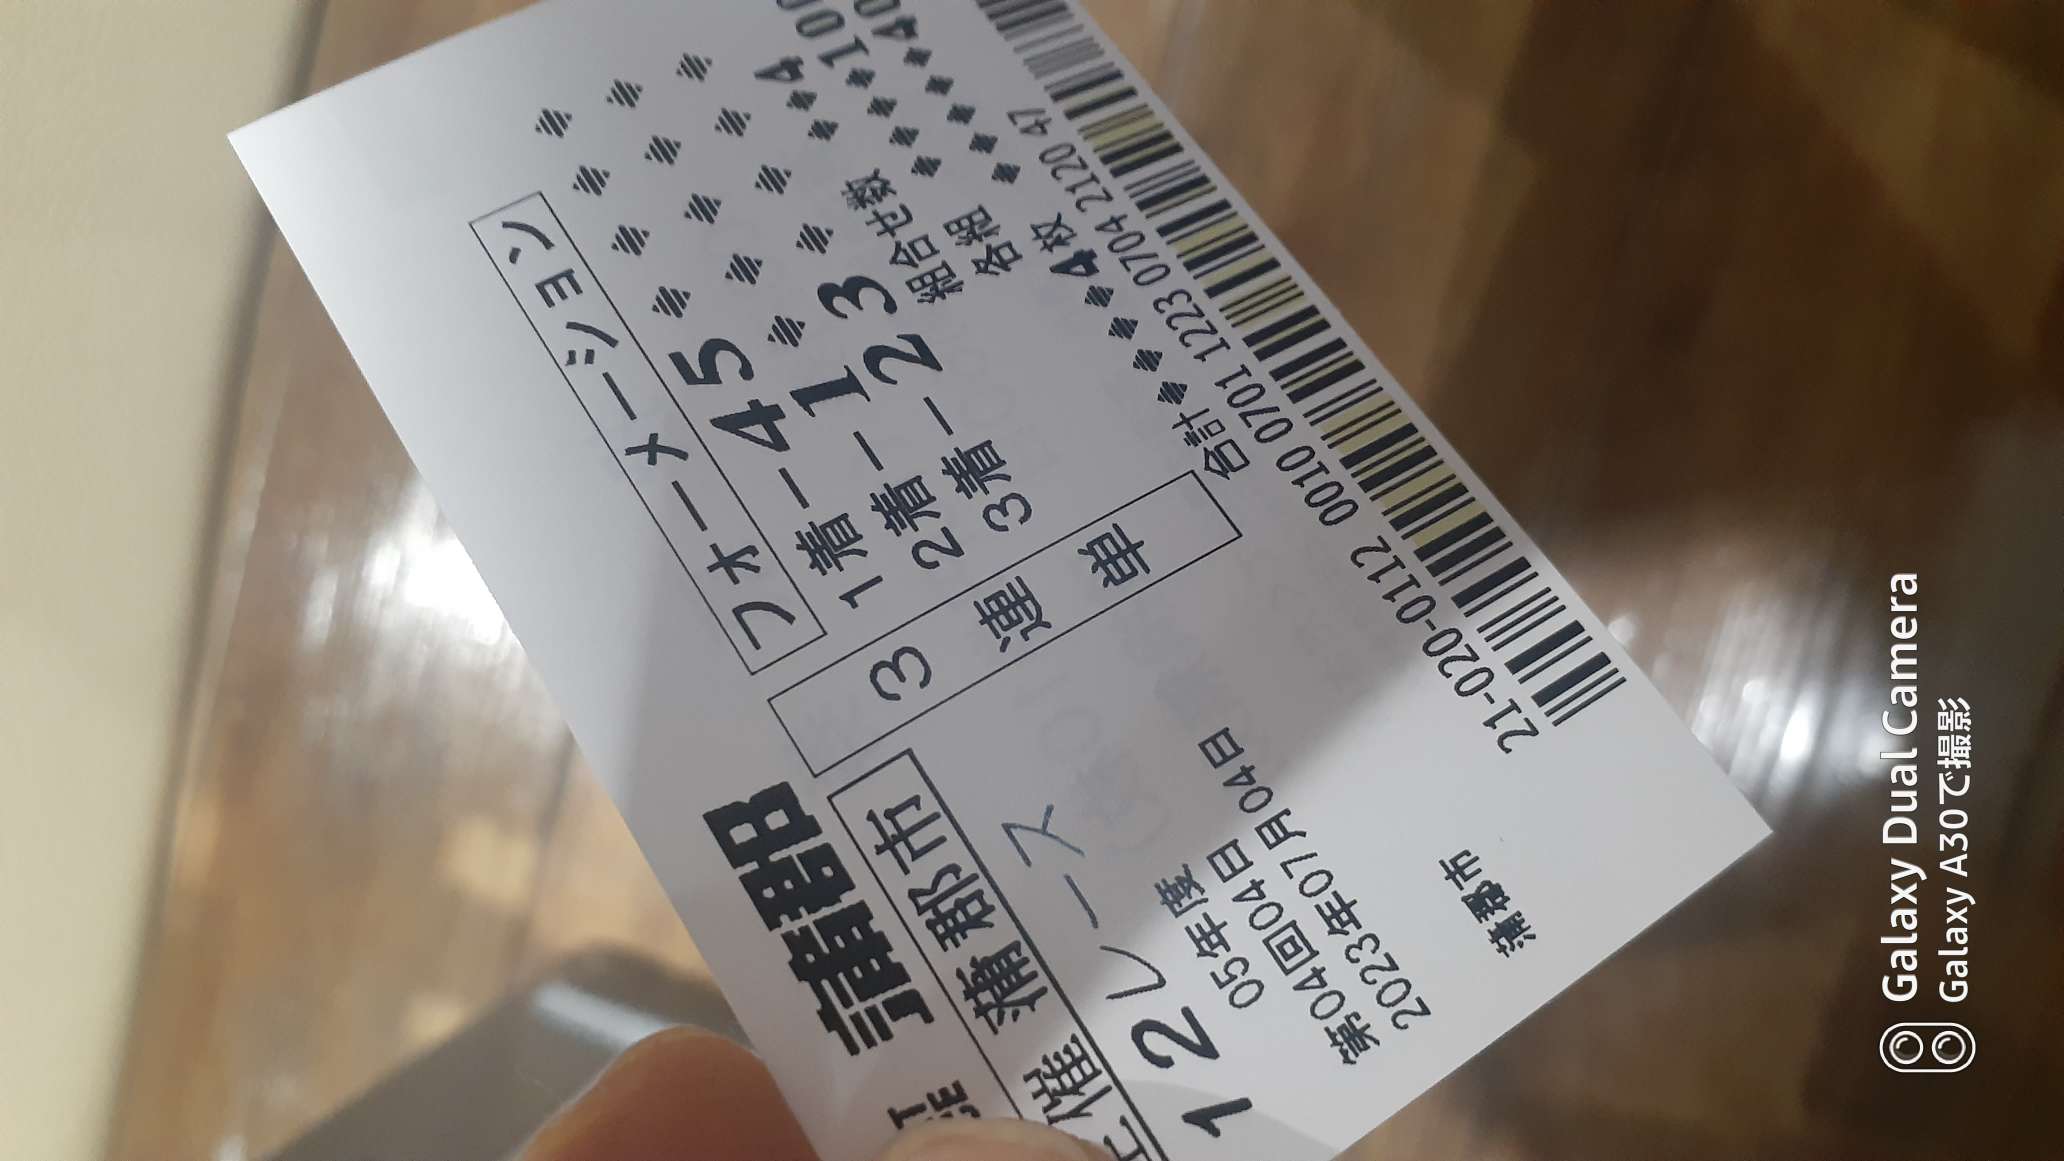 蒲郡
主催 蒲郡市
12レース
05年度
第04回04日
2023年07月04日
蒲郡市
3連単
フォーメーション
1着ー45
2着ー1
3着ー23
組合せ数 4
各組 100
合計 4枚 40
21-020-0112 0010 0701 1223 0704 2120 47
Galaxy Dual Camera
Galaxy A30で撮影